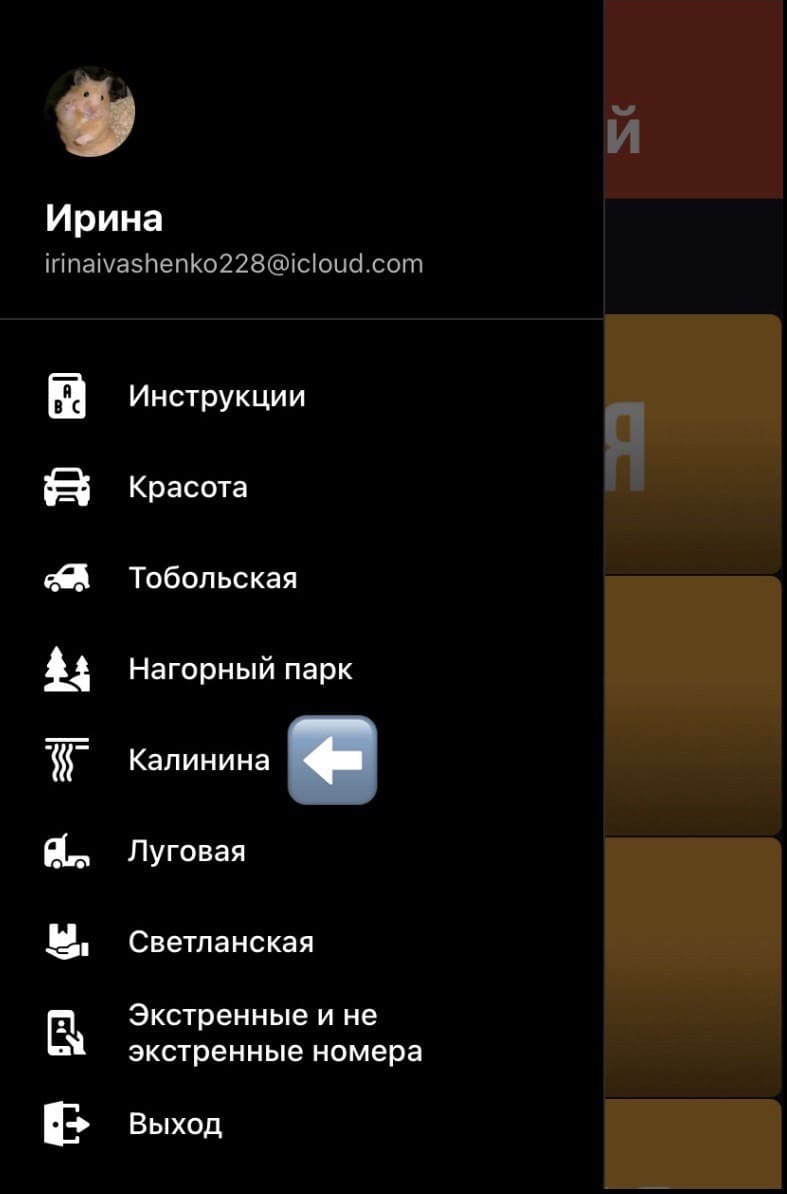 Ирина
irinaivashenko228@icloud.com
й
A
B C
Инструкции
Красота
я
Тобольская
Нагорный парк
Калинина
Луговая
Светланская
Экстренные и не
экстренные номера
Выход